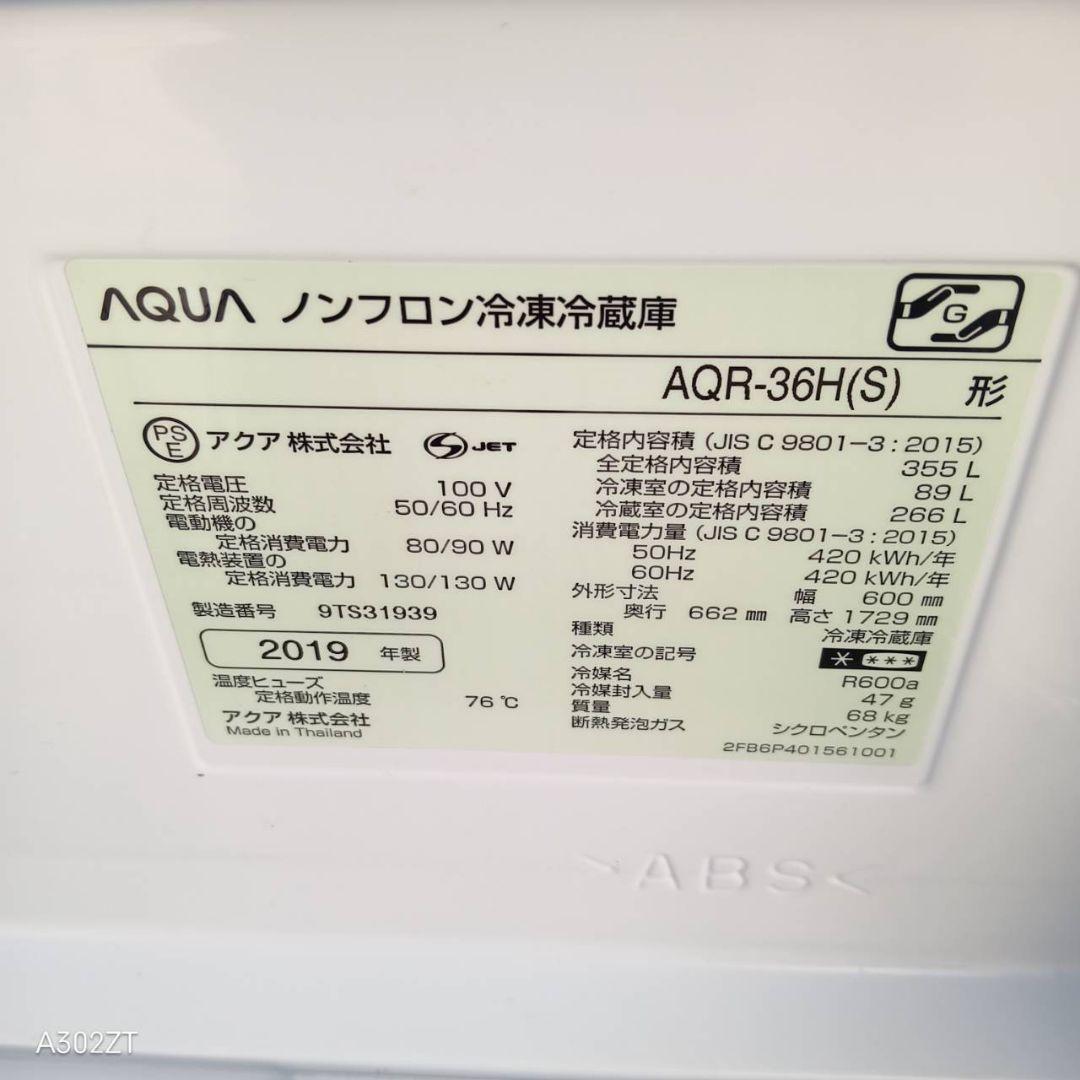 AQUA ノンフロン冷凍冷蔵庫
G
AQR-36H(S) 形
PSE アクア 株式会社 S JET
定格電圧 100 V
定格周波数 50/60 Hz
電動機の
定格消費電力 80/90 W
電熱装置の
定格消費電力 130/130 W
製造番号 9TS31939
2019 年製
温度ヒューズ
定格動作温度 76 ℃
アクア 株式会社
Made in Thailand
定格内容積 (JIS C 9801-3 : 2015)
全定格内容積 355 L
冷凍室の定格内容積 89 L
冷蔵室の定格内容積 266 L
消費電力量 (JIS C 9801-3 : 2015)
50Hz 420 kWh/年
60Hz 420 kWh/年
外形寸法 幅 600 mm
奥行 662 mm 高さ 1729 mm
種類 冷凍冷蔵庫
冷凍室の記号 * ***
冷媒名 R600a
冷媒封入量 47 g
質量 68 kg
断熱発泡ガス シクロペンタン
2FB6P401561001
>ABS<
A302ZT